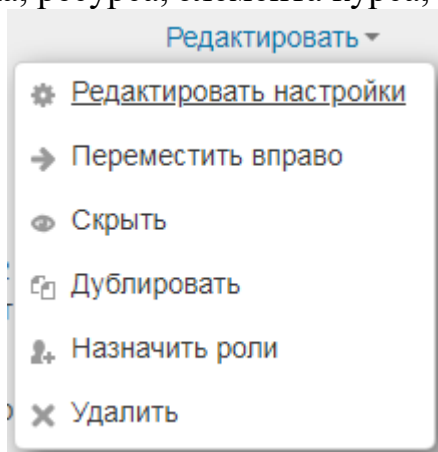 ресурса, элемента курса,
Редактировать
Редактировать настройки
Переместить вправо
Скрыть
Дублировать
Назначить роли
Удалить